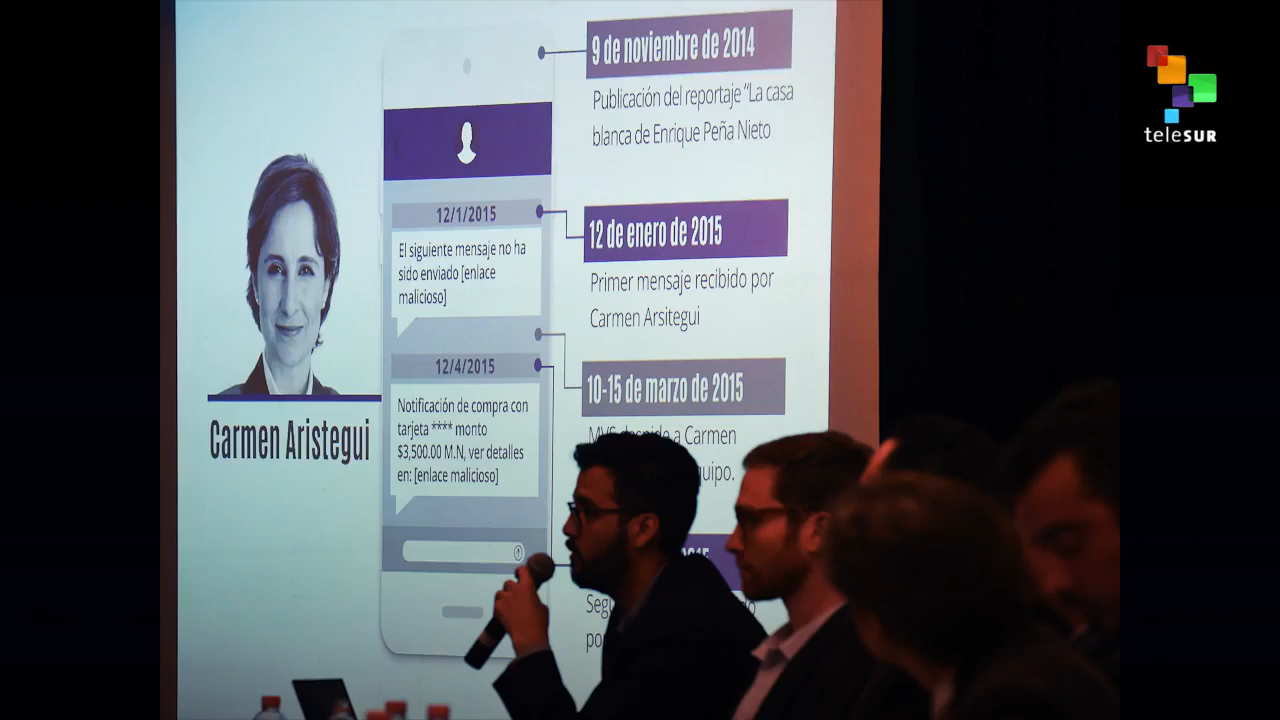 teleSUR
9 de noviembre de 2014
Publicación del reportaje “La casa
blanca de Enrique Peña Nieto
12/1/2015
El siguiente mensaje no ha
sido enviado [enlace
malicioso]
12 de enero de 2015
Primer mensaje recibido por
Carmen Arsitegui
12/4/2015
Notificación de compra con
tarjeta **** monto
$3,500.00 M.N, ver detalles
en: [enlace malicioso]
10-15 de marzo de 2015
MVS despide a Carmen
Carmen Aristegui